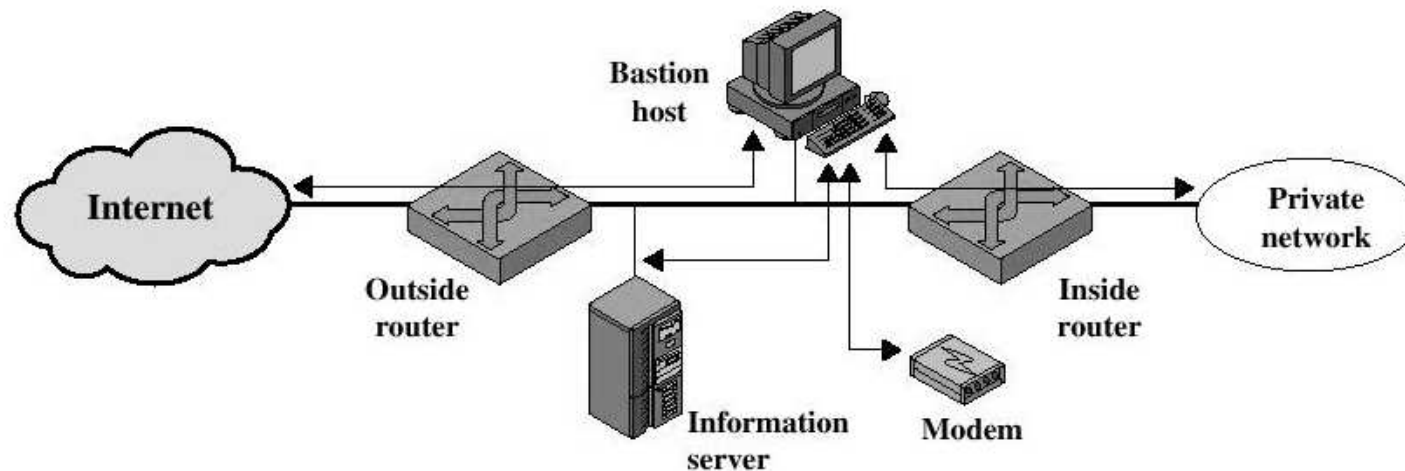 Bastion
host
Internet
Private
network
Outside
router
Inside
router
Information
server
Modem